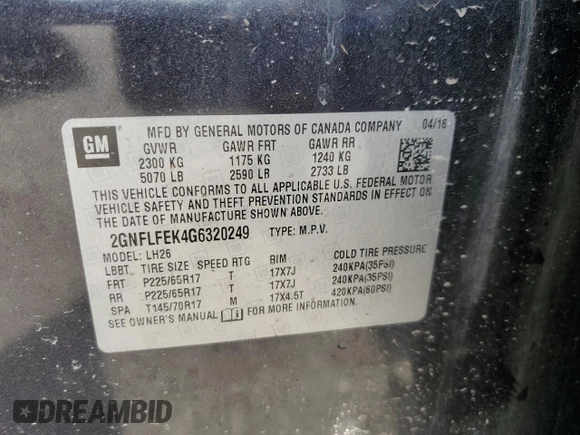 GM
MFD BY GENERAL MOTORS OF CANADA COMPANY 04/16
GVWR GAWR FRT GAWR RR
2300 KG 1175 KG 1240 KG
5070 LB 2590 LB 2733 LB
THIS VEHICLE CONFORMS TO ALL APPLICABLE U.S. FEDERAL MOTOR
VEHICLE SAFETY AND THEFT PREVENTION STANDARDS IN EFFECT ON
THE DATE OF MANUFACTURE SHOWN ABOVE.
2GNFLFEK4G6320249 TYPE: M.P.V.
MODEL: LH26
LBBT: TIRE SIZE SPEED RTG BIM COLD TIRE PRESSURE
FRT P225/65R17 T 17X7J 240KPA(35PSI)
RR P225/65R17 T 17X7J 240KPA(35PSI)
SPA T145/70R17 M 17X4.5T 420KPA(60PSI)
SEE OWNER'S MANUAL
DREAMBID